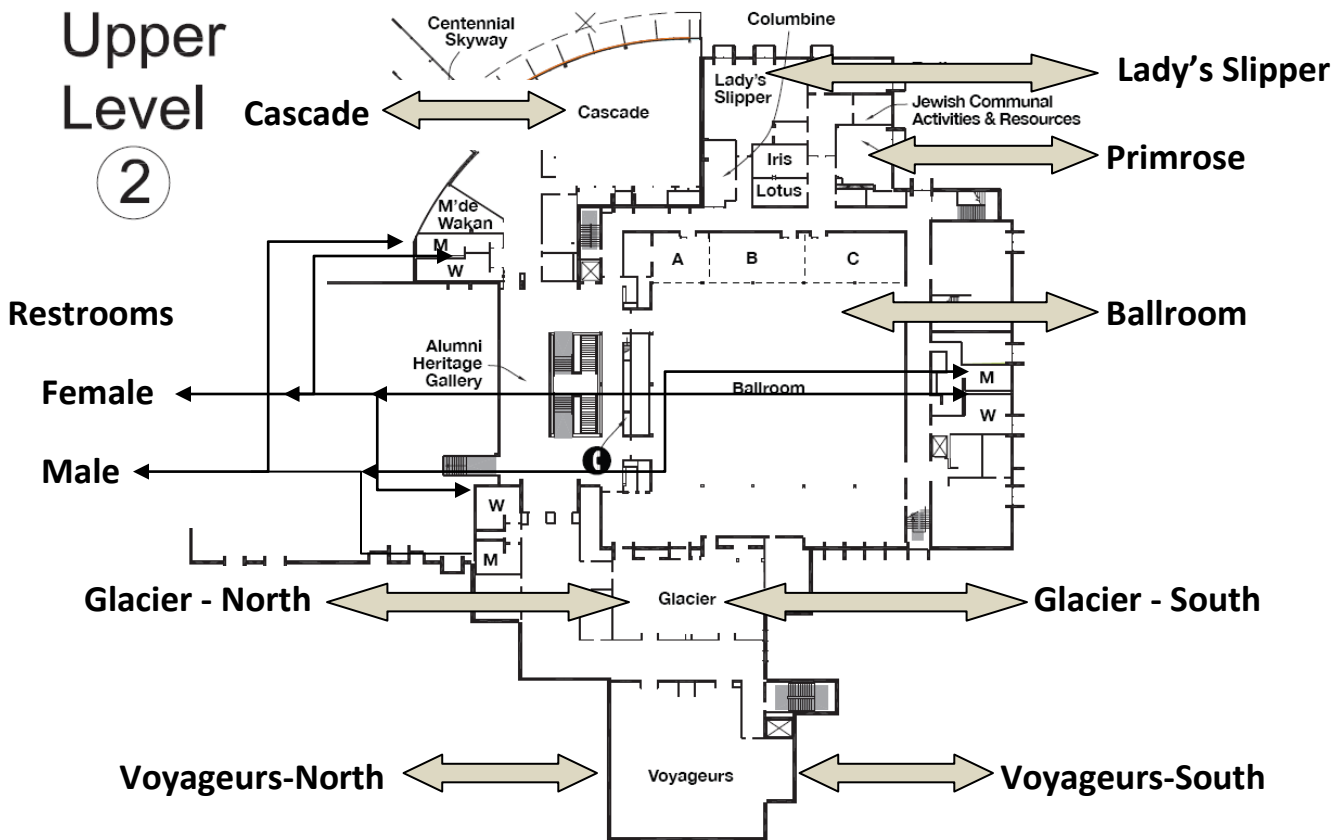 Upper
Level
2
Centennial
Skyway
Columbine
Lady's
Slipper
Lady's Slipper
Cascade
Cascade
Jewish Communal
Activities & Resources
Primrose
Iris
Lotus
M'de
Wakan
M
W
A
B
C
Restrooms
Ballroom
Alumni
Heritage
Gallery
Female
Ballroom
M
W
Male
W
M
Glacier - North
Glacier
Glacier - South
Voyageurs-North
Voyageurs
Voyageurs-South